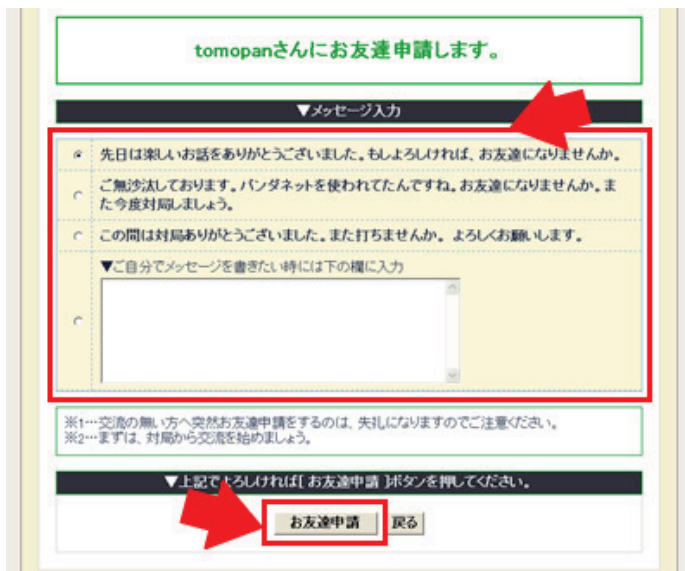 tomopanさんにお友達申請します。
▼メッセージ入力
先日は楽しいお話をありがとうございました。もしよろしければ、お友達になりませんか。
ご無沙汰しております。パンダネットを使われてたんですね。お友達になりませんか。ま
た今度対局しましょう。
この間は対局ありがとうございました。また打ちませんか。よろしくお願いします。
▼ご自分でメッセージを書きたい時には下の欄に入力
※1…交流の無い方へ突然お友達申請をするのは、失礼になりますのでご注意ください。
※2…まずは、対局から交流を始めましょう。
▼上記でよろしければ[ お友達申請 ]ボタンを押してください。
お友達申請 戻る